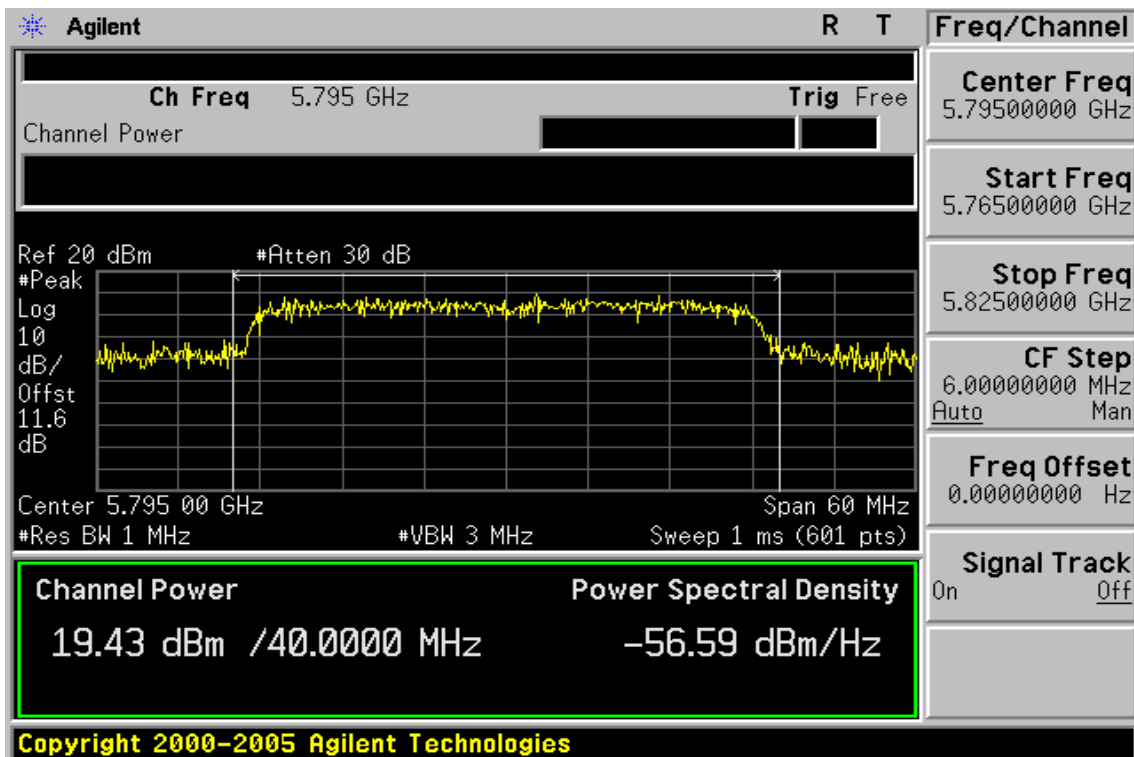 Agilent R T
Ch Freq 5.795 GHz Trig Free
Channel Power
Ref 20 dBm #Atten 30 dB
#Peak
Log
10
dB/
Offst
11.6
dB
Center 5.795 00 GHz Span 60 MHz
#Res BW 1 MHz #VBW 3 MHz Sweep 1 ms (601 pts)
Channel Power Power Spectral Density
19.43 dBm /40.0000 MHz -56.59 dBm/Hz
Copyright 2000-2005 Agilent Technologies
Freq/Channel
Center Freq
5.79500000 GHz
Start Freq
5.76500000 GHz
Stop Freq
5.82500000 GHz
CF Step
6.00000000 MHz
Auto Man
Freq Offset
0.00000000 Hz
Signal Track
On Off